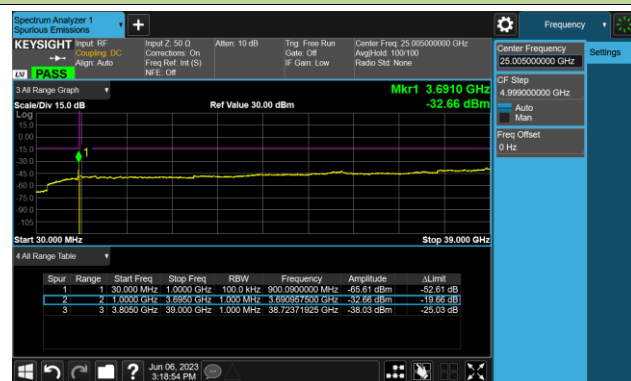 Spectrum Analyzer 1
Spurious Emissions
Frequency
KEYSIGHT Input: RF
Coupling: DC
Align: Auto
Input Z: 50 Ω
Corrections: On
Freq Ref: Int (S)
NFE: Off
Atten: 10 dB
Trig: Free Run
Gate: Off
IF Gain: Low
Center Freq: 25.005000000 GHz
Avg|Hold: 100/100
Radio Std: None
LXI PASS
Center Frequency
25.005000000 GHz
Settings
CF Step
4.999000000 GHz
Auto
Man
Freq Offset
0 Hz
3 All Range Graph
Mkr1 3.6910 GHz
Scale/Div 15.0 dB
Ref Value 30.00 dBm
-32.66 dBm
Log
15.0
0.00
-15.0
-30.0
-45.0
-60.0
-75.0
-90.0
-105
1
Start 30.000 MHz
Stop 39.000 GHz
4 All Range Table
Spur Range Start Freq Stop Freq RBW Frequency Amplitude ΔLimit
1 1 30.000 MHz 1.0000 GHz 100.0 kHz 900.0900000 MHz -65.61 dBm -52.61 dB
2 2 1.0000 GHz 3.6950 GHz 1.000 MHz 3.690957500 GHz -32.66 dBm -19.66 dB
3 3 3.8050 GHz 39.000 GHz 1.000 MHz 38.72371925 GHz -38.03 dBm -25.03 dB
?
Jun 06, 2023
3:18:54 PM